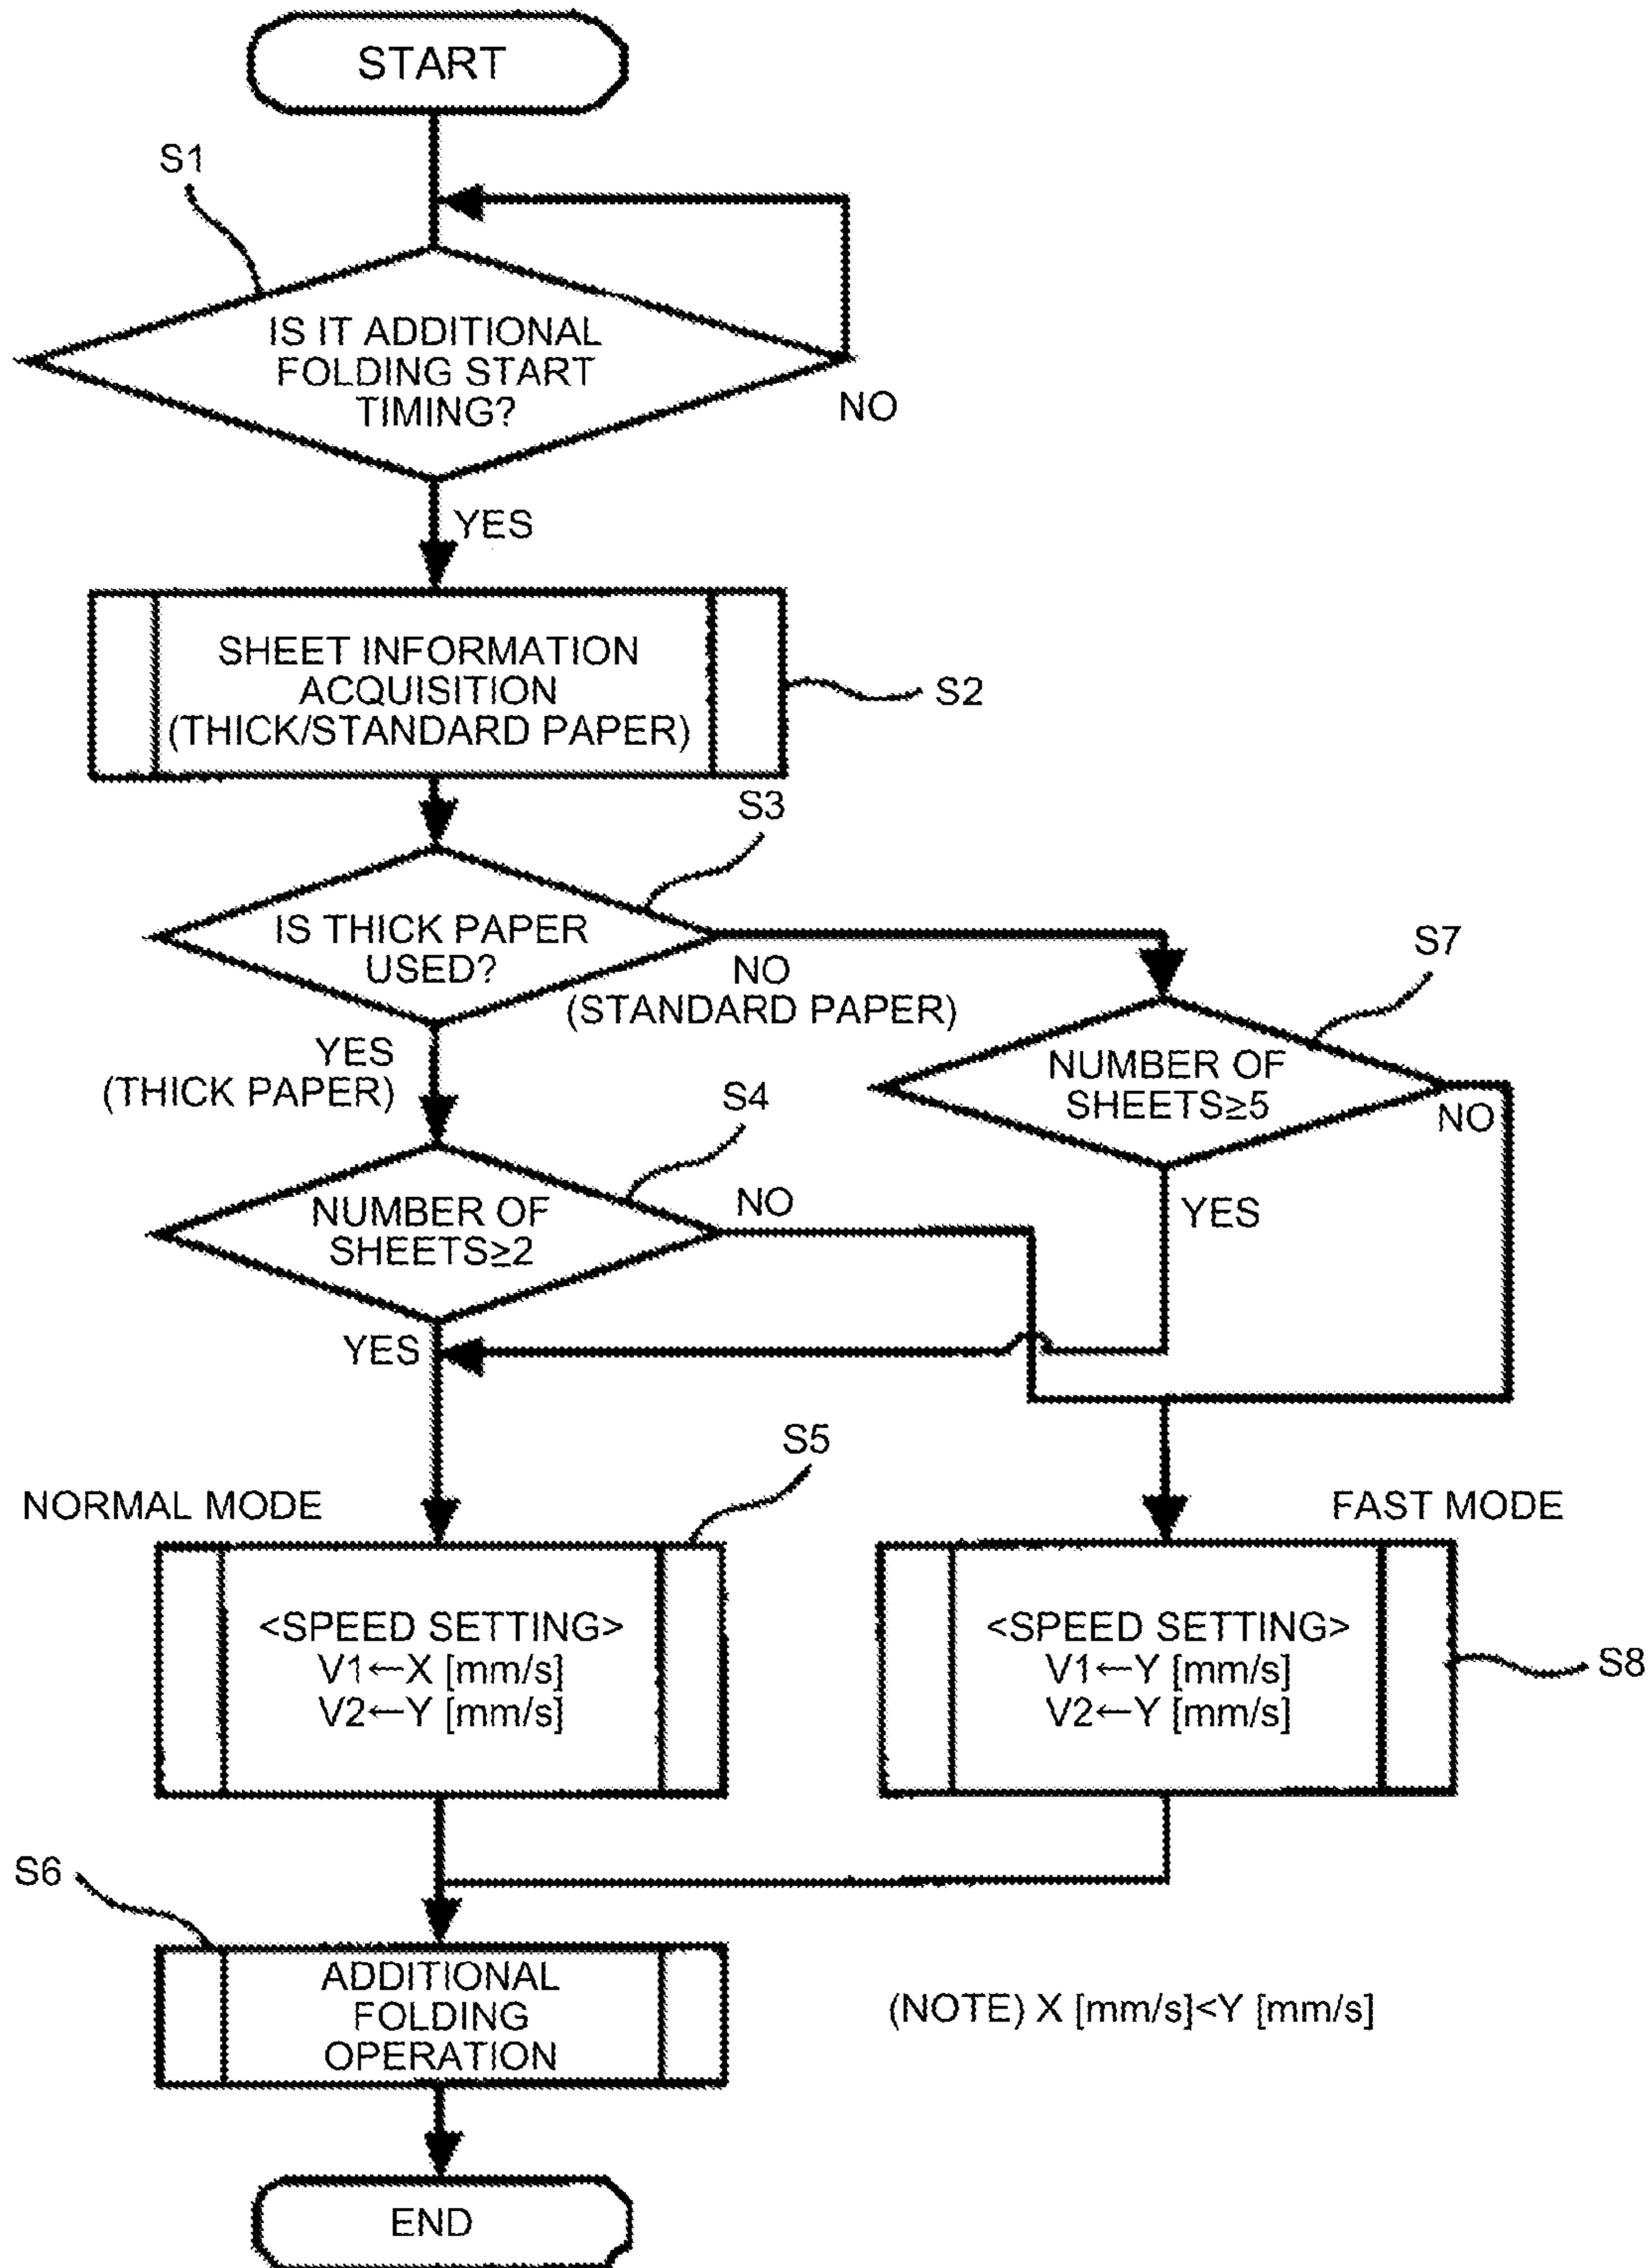 START
S1
IS IT ADDITIONAL
FOLDING START
TIMING?
NO
YES
SHEET INFORMATION
ACQUISITION
(THICK/STANDARD PAPER)
S2
S3
IS THICK PAPER
USED?
NO
(STANDARD PAPER)
S7
YES
(THICK PAPER)
NUMBER OF
SHEETS≥5
NO
S4
NUMBER OF
SHEETS≥2
NO
YES
YES
S5
NORMAL MODE
FAST MODE
<SPEED SETTING>
V1←X [mm/s]
V2←Y [mm/s]
<SPEED SETTING>
V1←Y [mm/s]
V2←Y [mm/s]
S8
S6
ADDITIONAL
FOLDING
OPERATION
(NOTE) X [mm/s]<Y [mm/s]
END